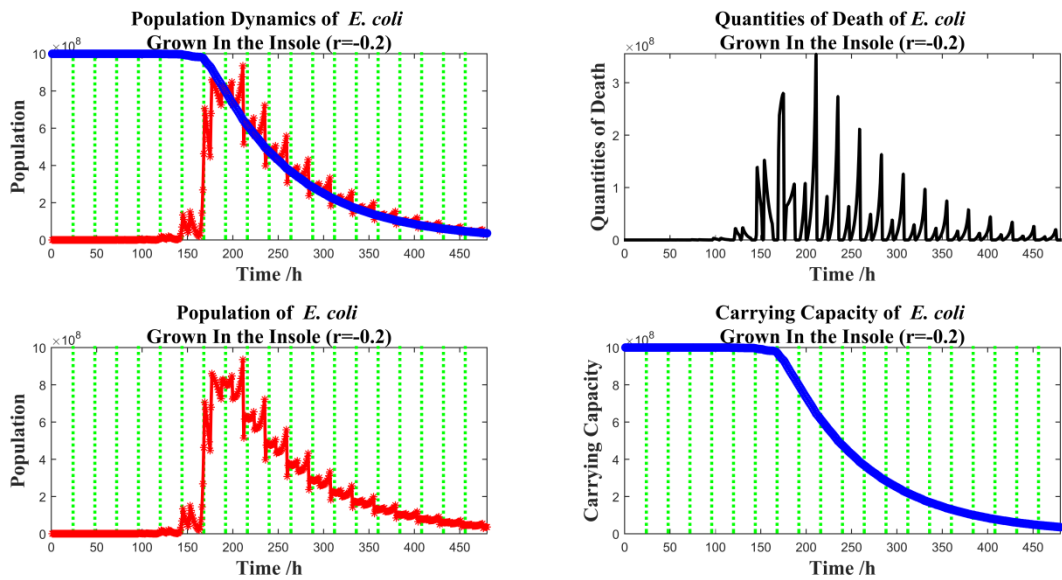 Population Dynamics of E. coli
Grown In the Insole (r=-0.2)
×10^8
10
8
6
4
2
0
Population
0 50 100 150 200 250 300 350 400 450
Time /h
Quantities of Death of E. coli
Grown In the Insole (r=-0.2)
×10^8
3
2
1
0
Quantities of Death
0 50 100 150 200 250 300 350 400 450
Time /h
Population of E. coli
Grown In the Insole (r=-0.2)
×10^8
10
8
6
4
2
0
Population
0 50 100 150 200 250 300 350 400 450
Time /h
Carrying Capacity of E. coli
Grown In the Insole (r=-0.2)
×10^8
10
8
6
4
2
0
Carrying Capacity
0 50 100 150 200 250 300 350 400 450
Time /h